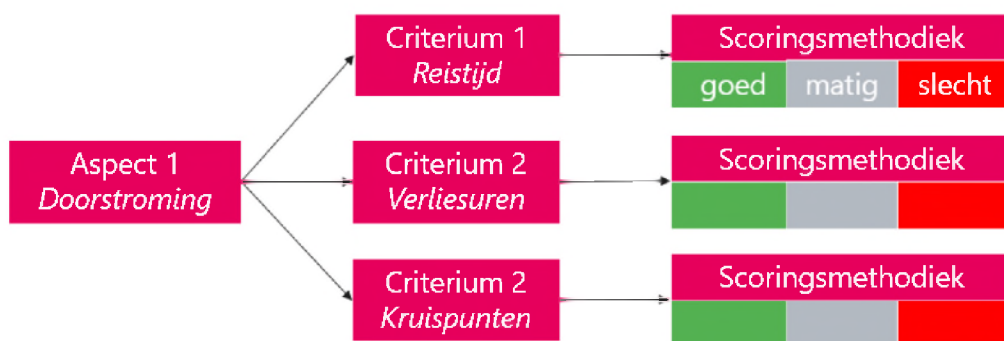 Criterium 1
Reistijd
Scoringsmethodiek
goed matig slecht
Aspect 1
Doorstroming
Criterium 2
Verliesuren
Scoringsmethodiek
Criterium 2
Kruispunten
Scoringsmethodiek